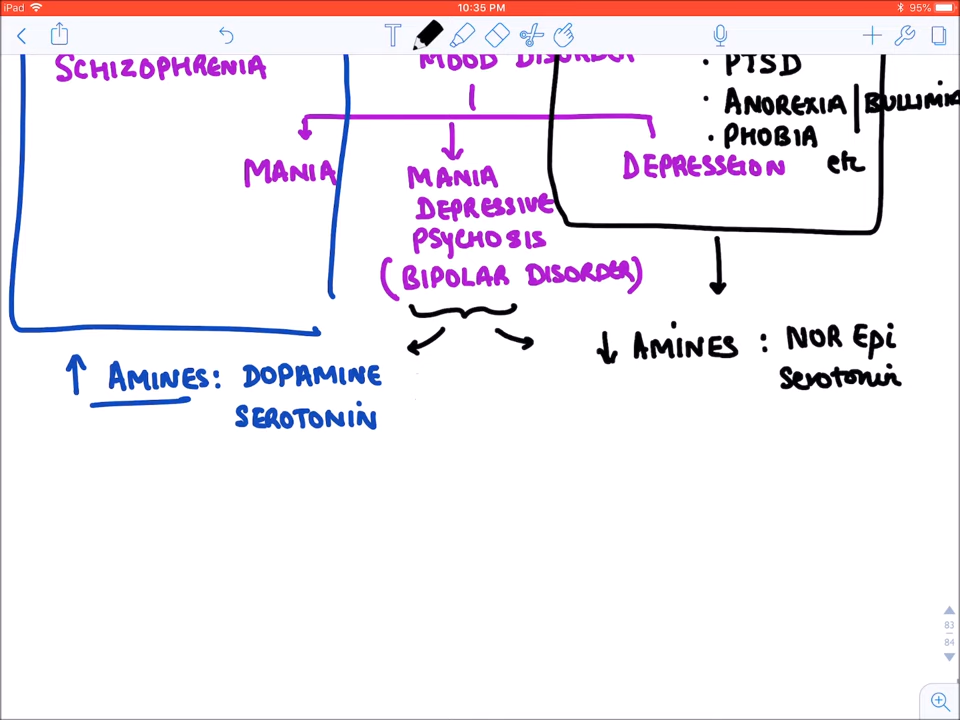 iPad
10:35 PM
95%
T
SCHIZOPHRENIA
MOOD DISORDER
· PTSD
· ANOREXIA | BULLIMIA
· PHOBIA
etc
MANIA
MANIA
DEPRESSIVE
PSYCHOSIS
(BIPOLAR DISORDER)
DEPRESSION
↑ AMINES: DOPAMINE
SEROTONIN
↓ AMINES : NOR Epi
Serotonin
83
84